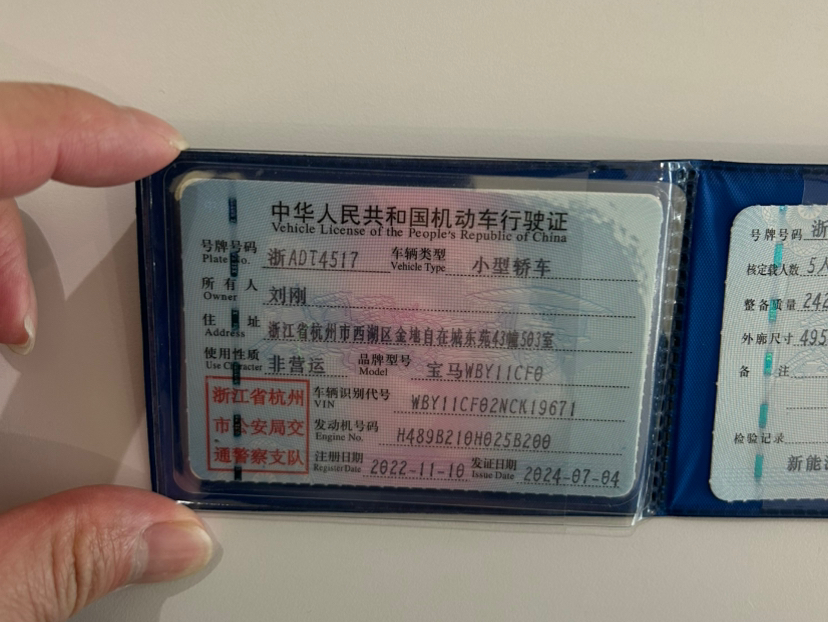 中华人民共和国机动车行驶证
Vehicle License of the People's Republic of China
号牌号码 浙ADT4517 车辆类型 小型轿车
Plate No. Vehicle Type
所有人 刘刚
Owner
住址 浙江省杭州市西湖区金地自在城东苑43幢503室
Address
使用性质 非营运 品牌型号 宝马WBY11CF0
Use Character Model
浙江省杭州
市公安局交
通警察支队
车辆识别代号 WBY11CF02NCK19671
VIN
发动机号码 H489B210H025B200
Engine No.
注册日期 2022-11-10 发证日期 2024-07-04
Register Date Issue Date
号牌号码 浙
核定载人数 5人
整备质量 242
外廓尺寸 495
备注
检验记录
新能源